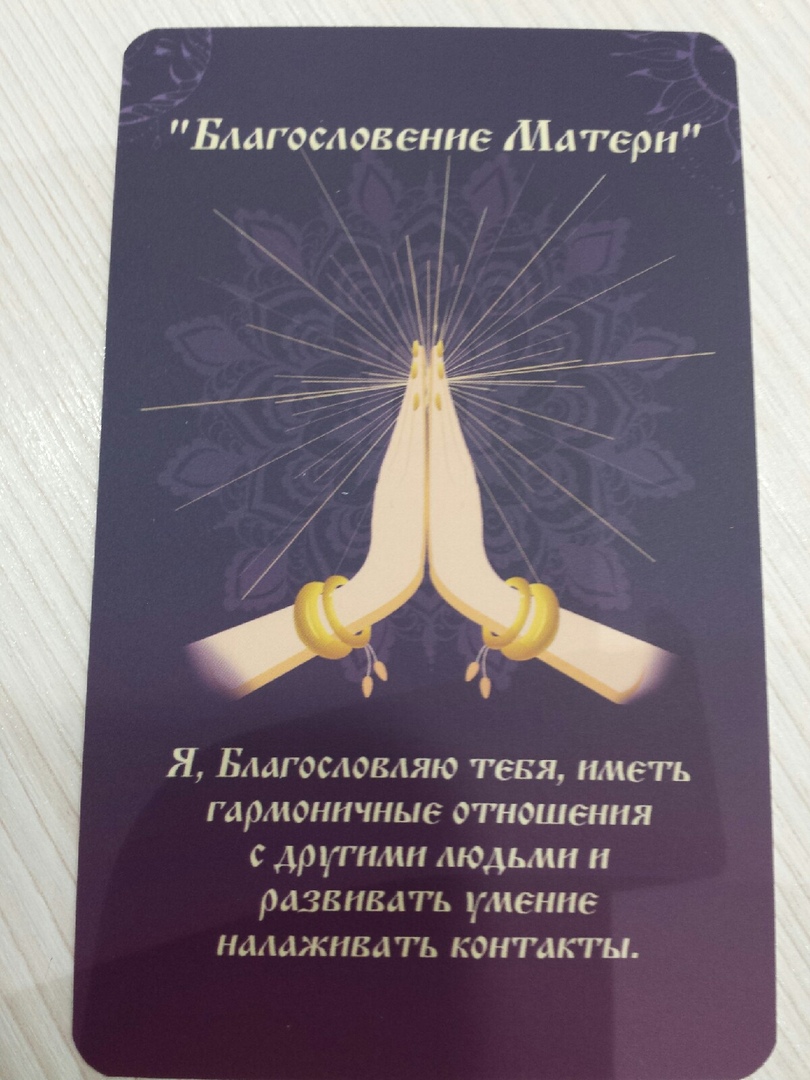 "Благословение Матери"
Я, Благословляю тебя, иметь
гармоничные отношения
с другими людьми и
развивать умение
налаживать контакты.